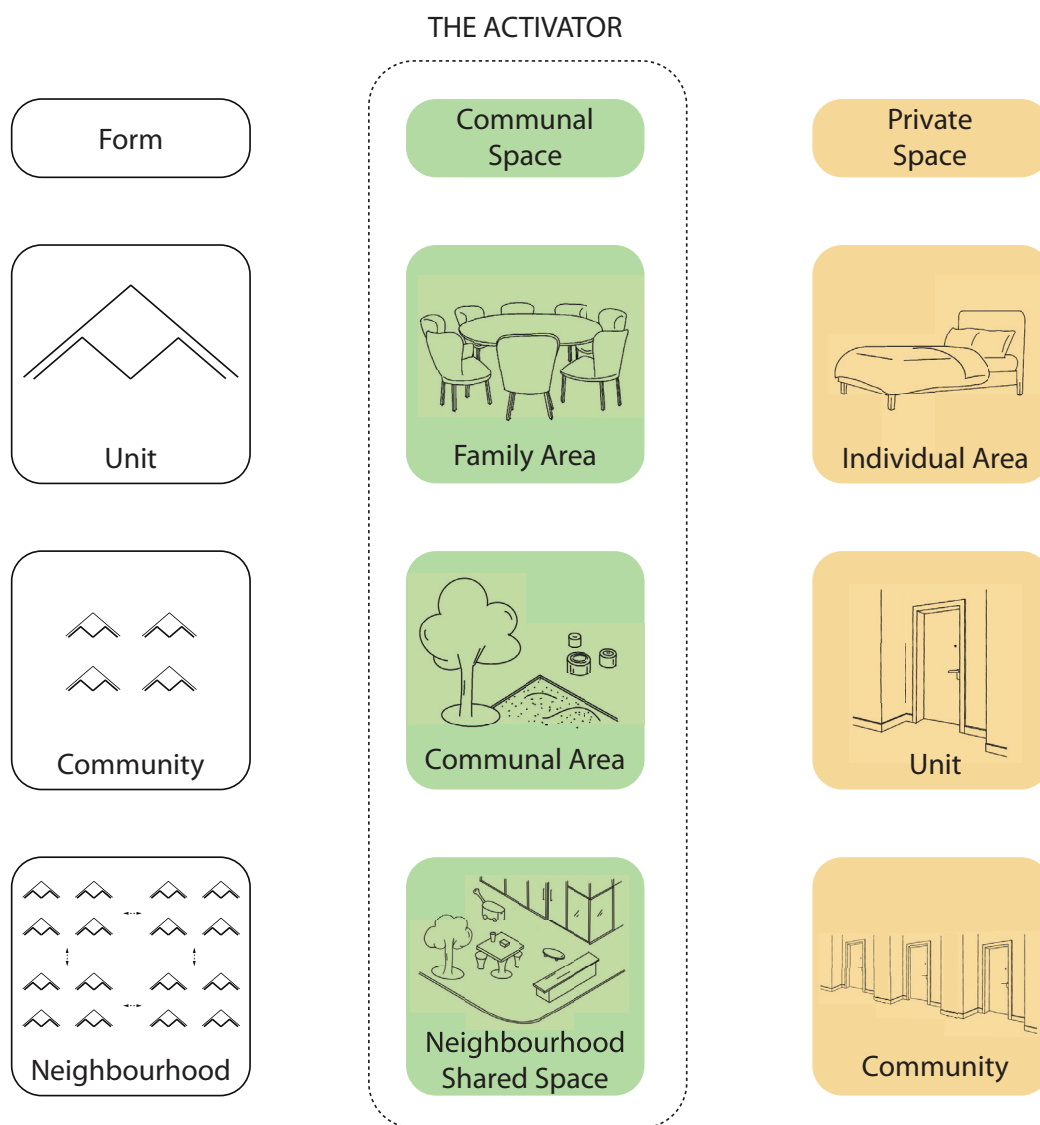 THE ACTIVATOR
Form
Communal
Space
Private
Space
Unit
Family Area
Individual Area
Community
Communal Area
Unit
Neighbourhood
Neighbourhood
Shared Space
Community